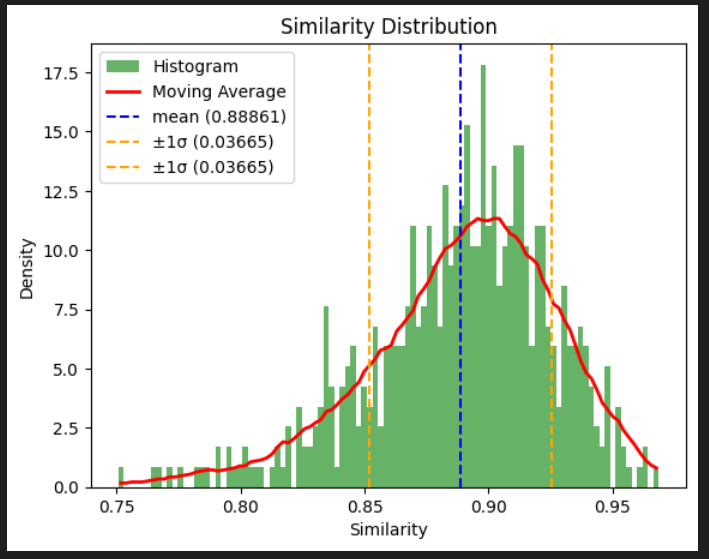 Similarity Distribution
Histogram
Moving Average
mean (0.88861)
±1σ (0.03665)
±1σ (0.03665)
17.5
15.0
12.5
10.0
7.5
5.0
2.5
0.0
Density
0.75 0.80 0.85 0.90 0.95
Similarity